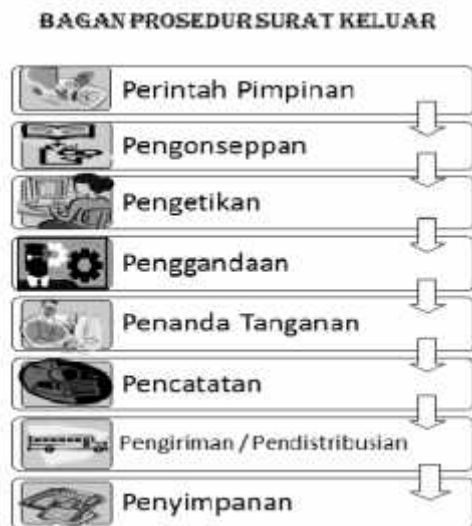 BAGAN PROSEDUR SURAT KELUAR
Perintah Pimpinan
Pengonseppan
Pengetikan
Penggandaan
Penanda Tanganan
Pencatatan
Pengiriman / Pendistribusian
Penyimpanan